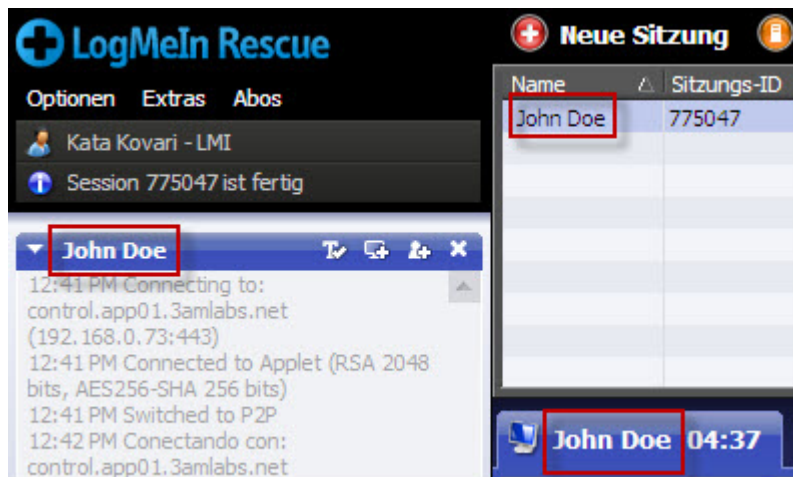 LogMeIn Rescue
Optionen Extras Abos
Kata Kovari - LMI
Session 775047 ist fertig
John Doe
12:41 PM Connecting to:
control.app01.3amlabs.net
(192.168.0.73:443)
12:41 PM Connected to Applet (RSA 2048
bits, AES256-SHA 256 bits)
12:41 PM Switched to P2P
12:42 PM Conectando con:
control.app01.3amlabs.net
Neue Sitzung
Name Sitzungs-ID
John Doe 775047
John Doe 04:37